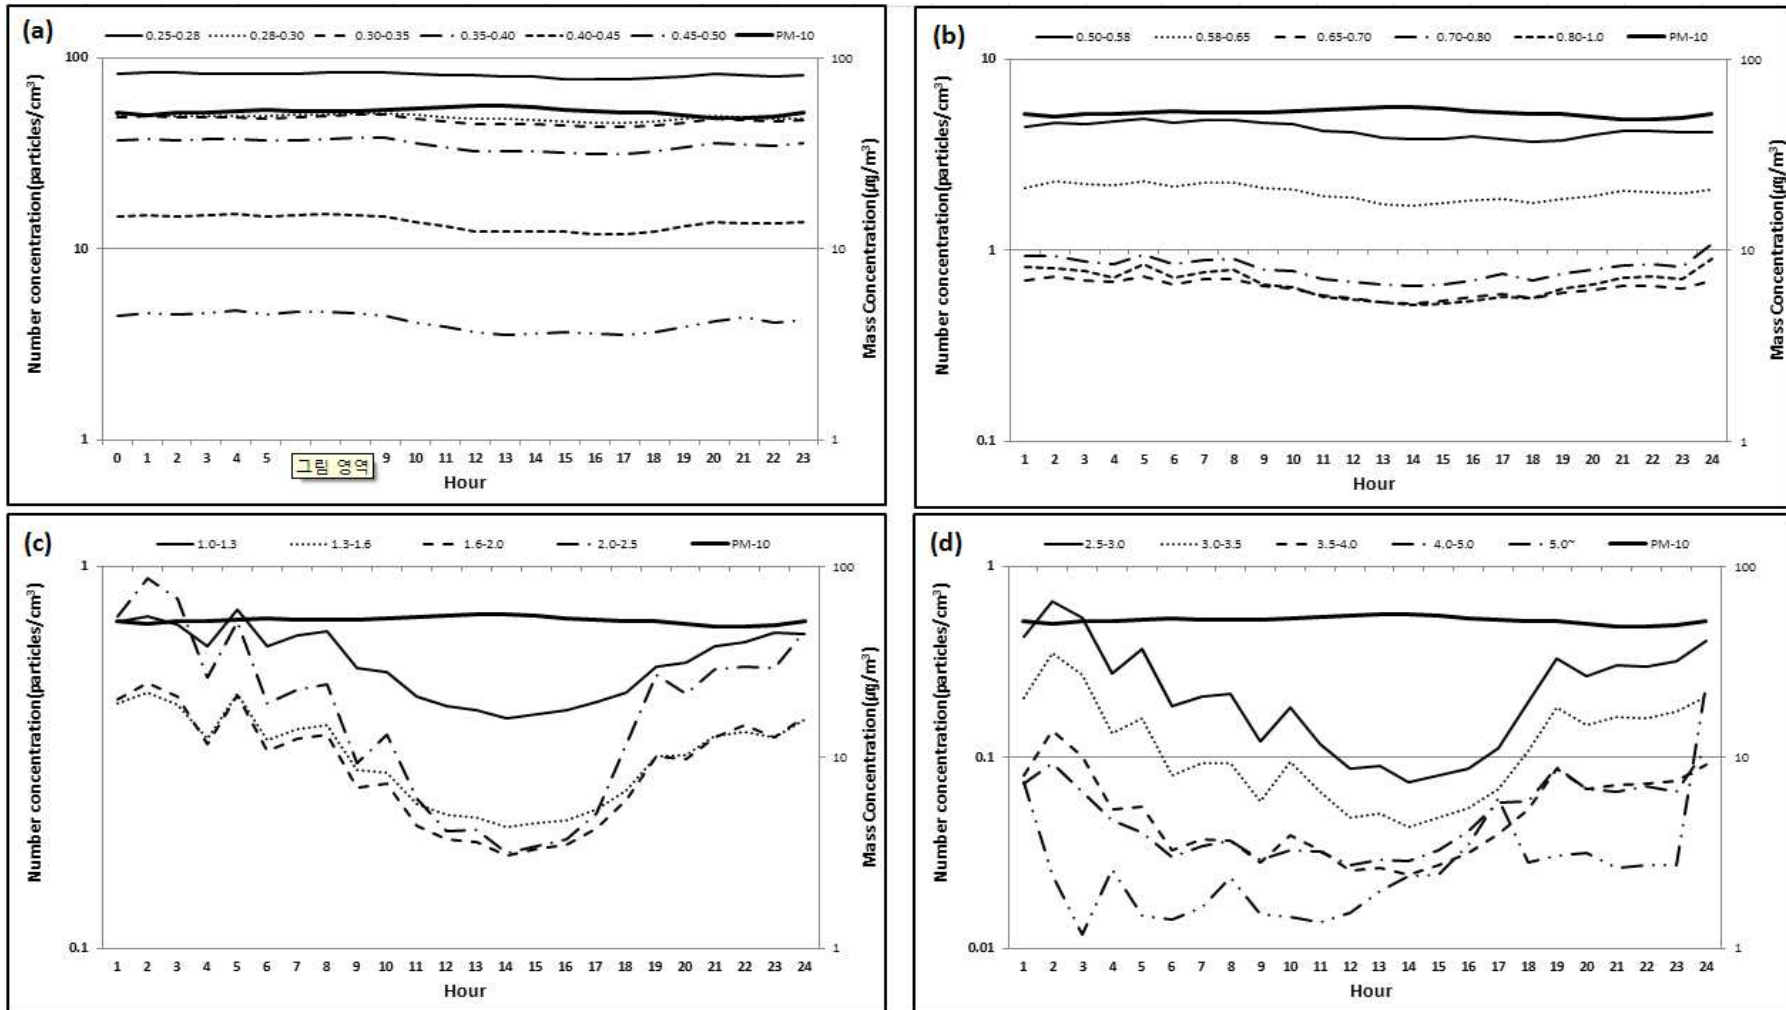 (a)
0.25-0.28 0.28-0.30 0.30-0.35 0.35-0.40 0.40-0.45 0.45-0.50 PM-10
Number concentration(particles/cm³)
100
10
1
Mass Concentration(㎍/m³)
100
10
1
0 1 2 3 4 5 9 10 11 12 13 14 15 16 17 18 19 20 21 22 23
그림 영역
Hour
(b)
0.50-0.58 0.58-0.65 0.65-0.70 0.70-0.80 0.80-1.0 PM-10
Number concentration(particles/cm³)
10
1
0.1
Mass Concentration(㎍/m³)
100
10
1
1 2 3 4 5 6 7 8 9 10 11 12 13 14 15 16 17 18 19 20 21 22 23 24
Hour
(c)
1.0-1.3 1.3-1.6 1.6-2.0 2.0-2.5 PM-10
Number concentration(particles/cm³)
1
0.1
Mass Concentration(㎍/m³)
100
10
1
1 2 3 4 5 6 7 8 9 10 11 12 13 14 15 16 17 18 19 20 21 22 23 24
Hour
(d)
2.5-3.0 3.0-3.5 3.5-4.0 4.0-5.0 5.0~ PM-10
Number concentration(particles/cm³)
1
0.1
0.01
Mass Concentration(㎍/m³)
100
10
1
1 2 3 4 5 6 7 8 9 10 11 12 13 14 15 16 17 18 19 20 21 22 23 24
Hour